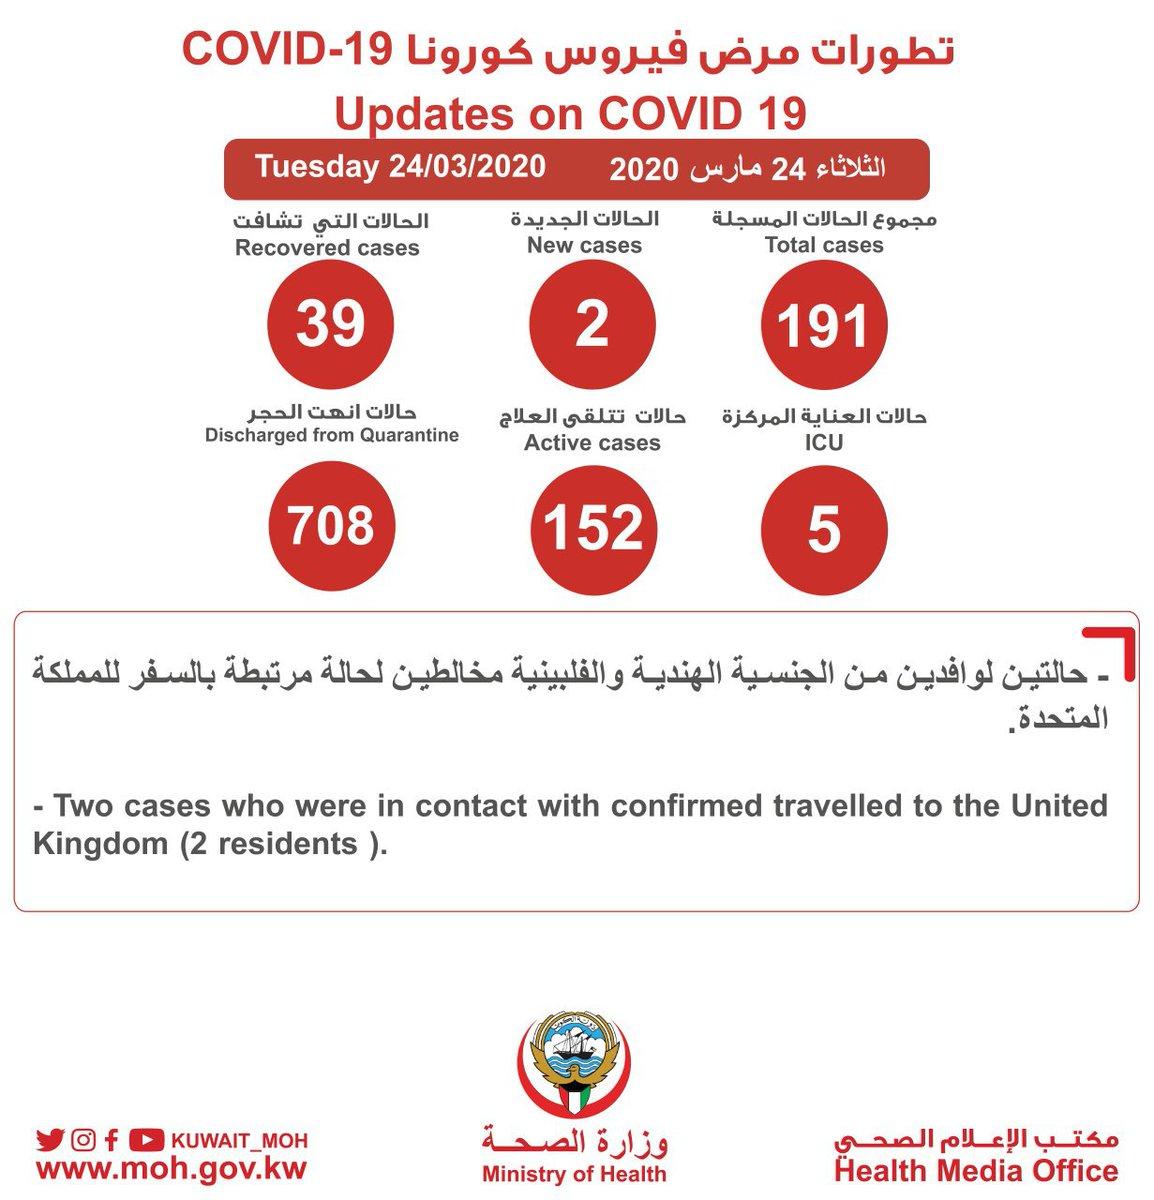 تطورات مرض فيروس كورونا COVID-19
Updates on COVID 19
Tuesday 24/03/2020 الثلاثاء 24 مارس 2020
مجموع الحالات المسجلة
Total cases
191
الحالات الجديدة
New cases
2
الحالات التي تشافت
Recovered cases
39
حالات العناية المركزة
ICU
5
حالات تتلقى العلاج
Active cases
152
حالات انهت الحجر
Discharged from Quarantine
708
- حالتين لوافدين من الجنسية الهندية والفلبينية مخالطين لحالة مرتبطة بالسفر للمملكة
المتحدة.
- Two cases who were in contact with confirmed travelled to the United
Kingdom (2 residents ).
دولة الكويت
KUWAIT_MOH
www.moh.gov.kw
وزارة الصحة
Ministry of Health
مكتب الإعلام الصحي
Health Media Office